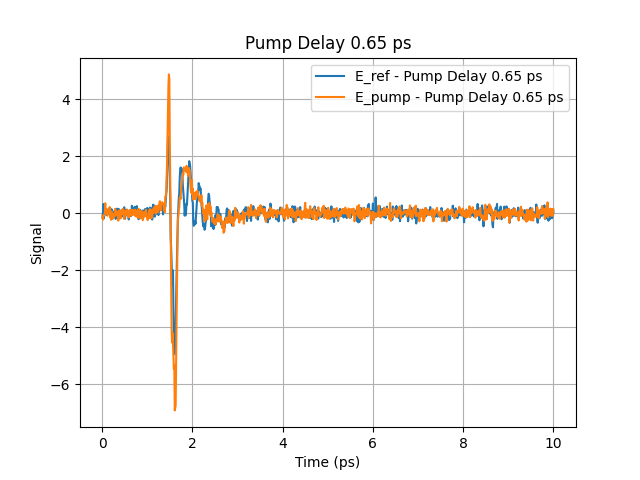 Pump Delay 0.65 ps
E_ref - Pump Delay 0.65 ps
E_pump - Pump Delay 0.65 ps
4
2
0
−2
−4
−6
Signal
0 2 4 6 8 10
Time (ps)